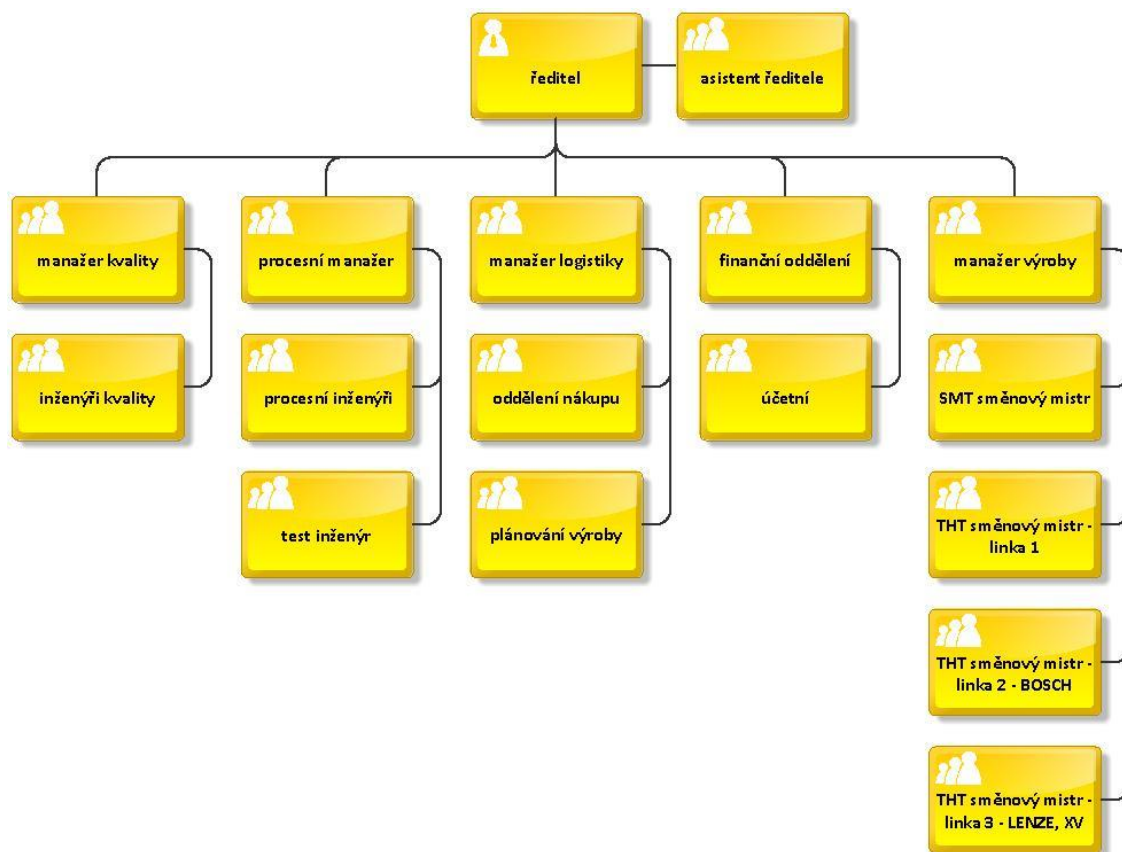 ředitel
asistent ředitele
manažer kvality
procesní manažer
manažer logistiky
finanční oddělení
manažer výroby
inženýři kvality
procesní inženýři
oddělení nákupu
účetní
SMT směnový mistr
test inženýr
plánování výroby
THT směnový mistr -
linka 1
THT směnový mistr -
linka 2 - BOSCH
THT směnový mistr -
linka 3 - LENZE, XV